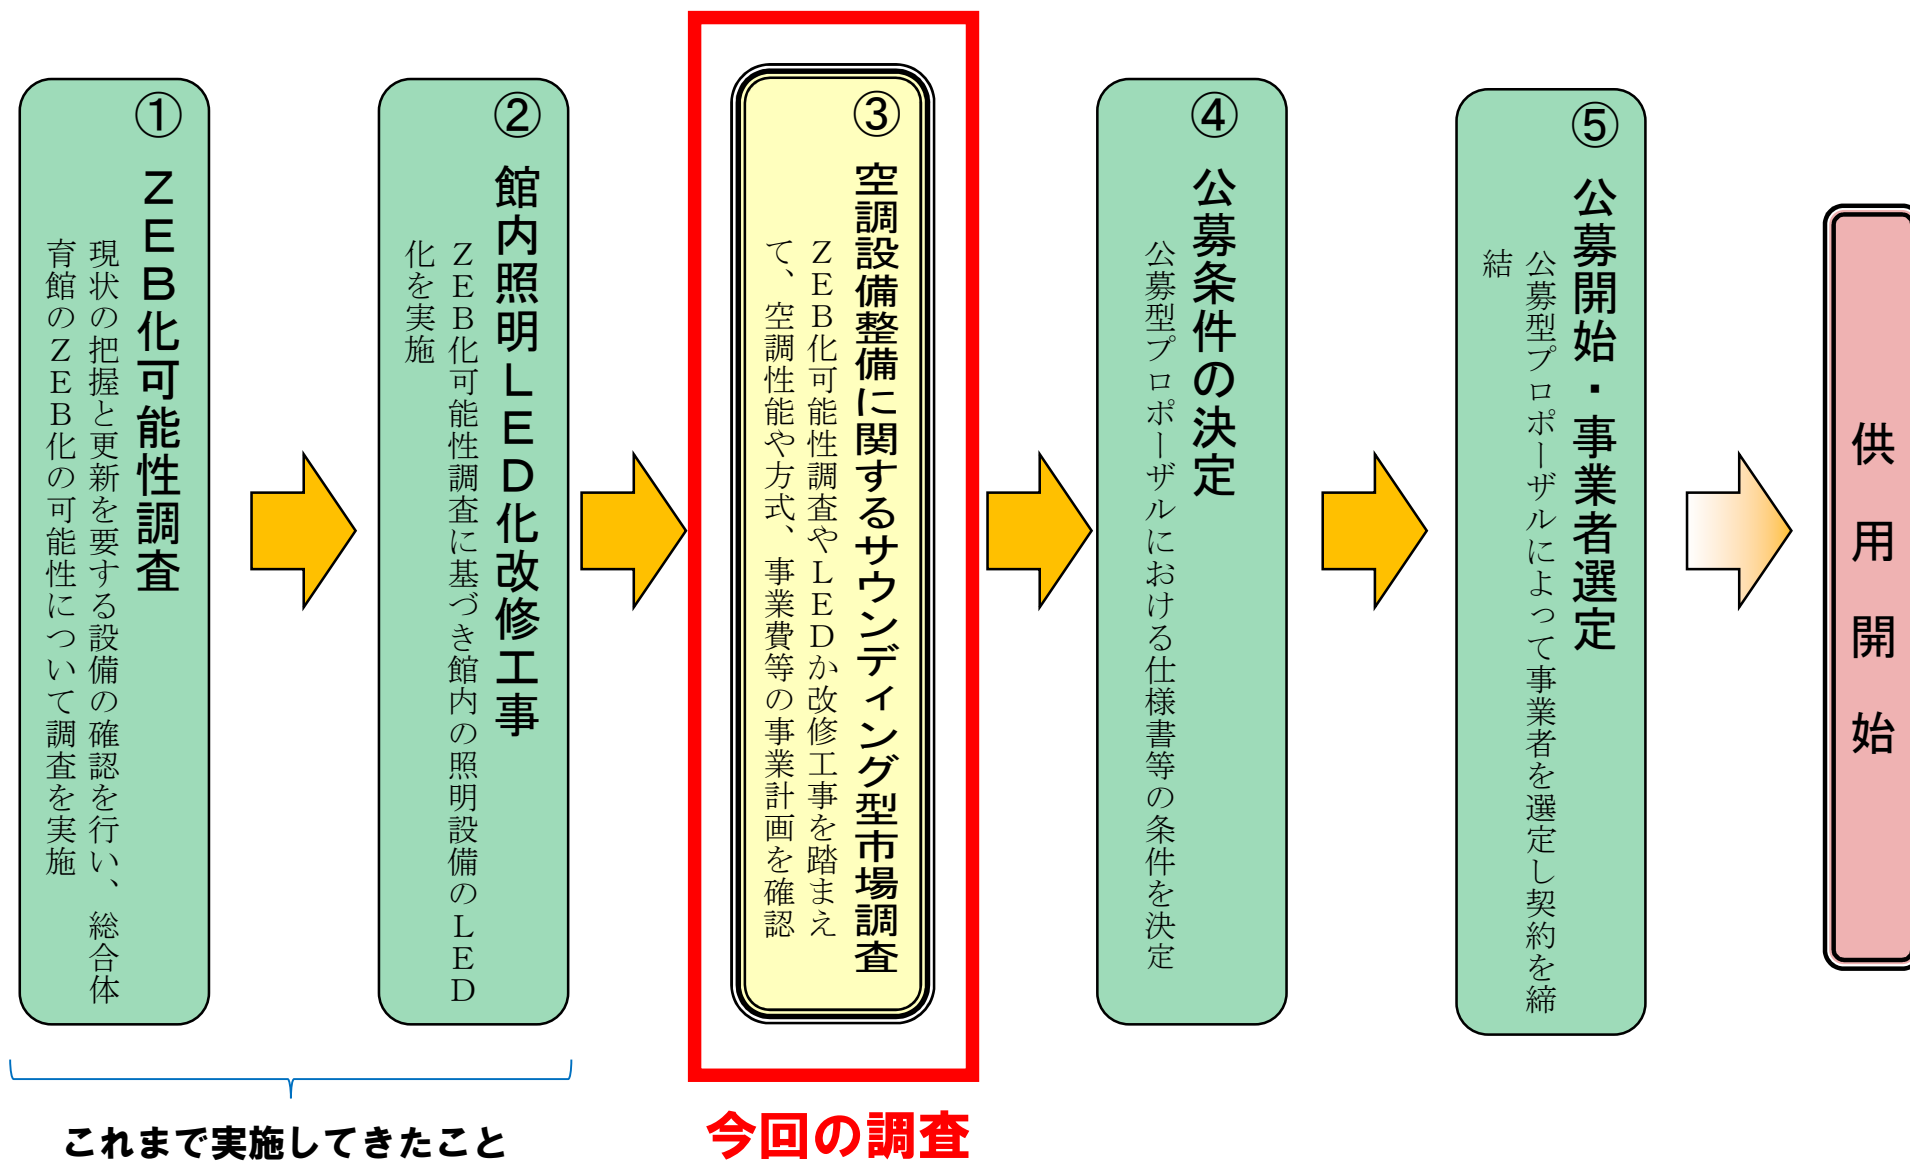 ① ZEB化可能性調査
現状の把握と更新を要する設備の確認を行い、総合体
育館のZEB化の可能性について調査を実施
② 館内照明LED化改修工事
ZEB化可能性調査に基づき館内の照明設備のLED
化を実施
③ 空調設備整備に関するサウンディング型市場調査
ZEB化可能性調査やLEDか改修工事を踏まえ
て、空調性能や方式、事業費等の事業計画を確認
④ 公募条件の決定
公募型プロポーザルにおける仕様書等の条件を決定
⑤ 公募開始・事業者選定
公募型プロポーザルによって事業者を選定し契約を締
結
供用開始
これまで実施してきたこと
今回の調査